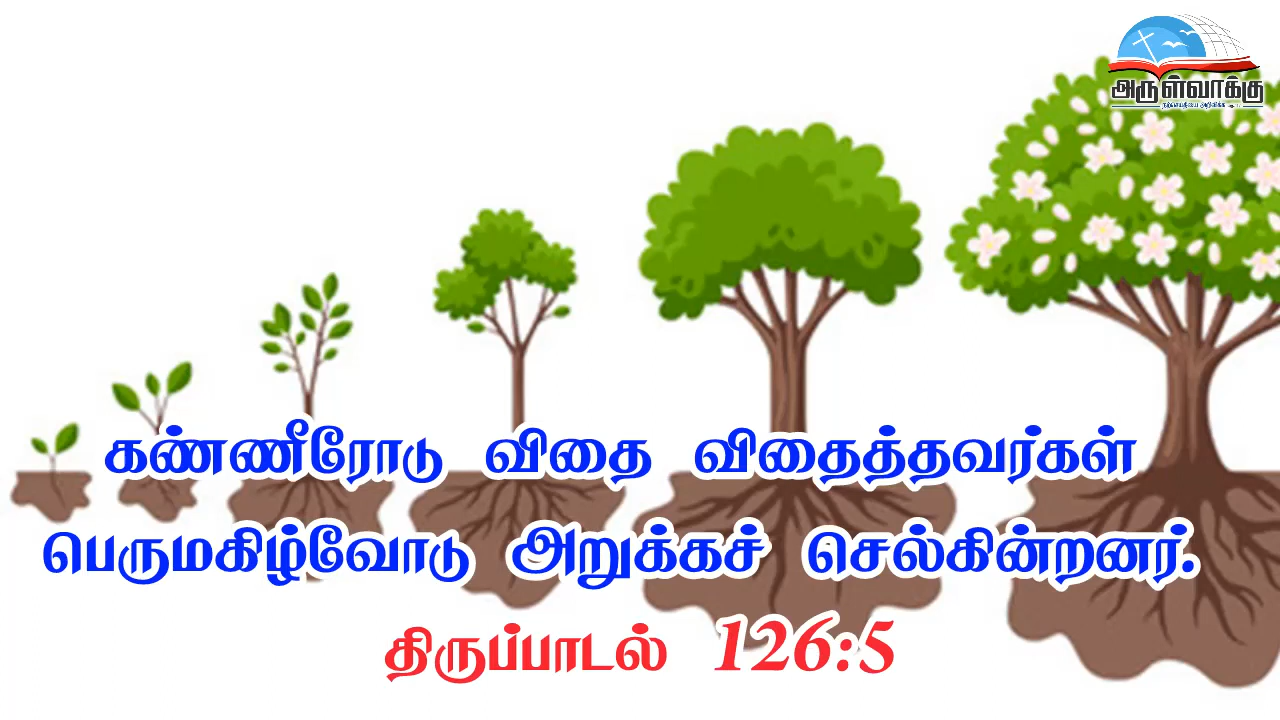 அருள்வாக்கு
கண்ணீரோடு விதை விதைத்தவர்கள்
பெருமகிழ்வோடு அறுக்கச் செல்கின்றனர்.
திருப்பாடல் 126:5